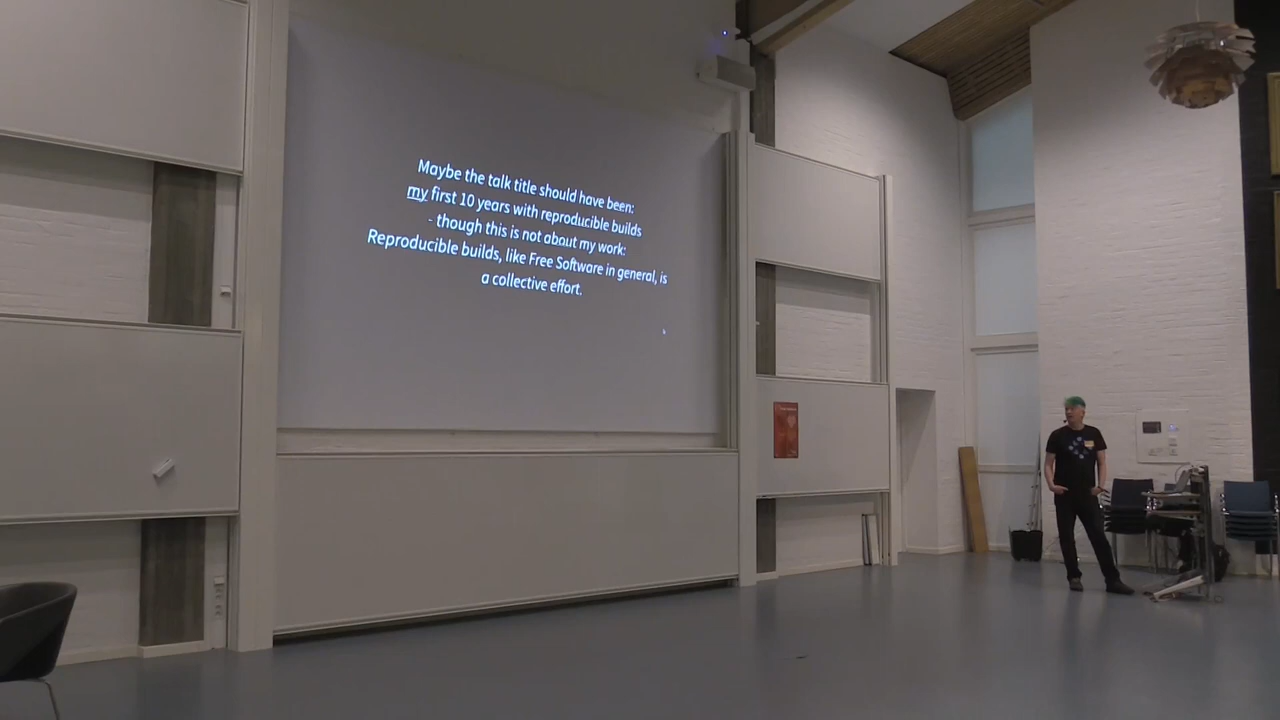 Maybe the talk title should have been:
my first 10 years with reproducible builds
- though this is not about my work:
Reproducible builds, like Free Software in general, is
a collective effort.